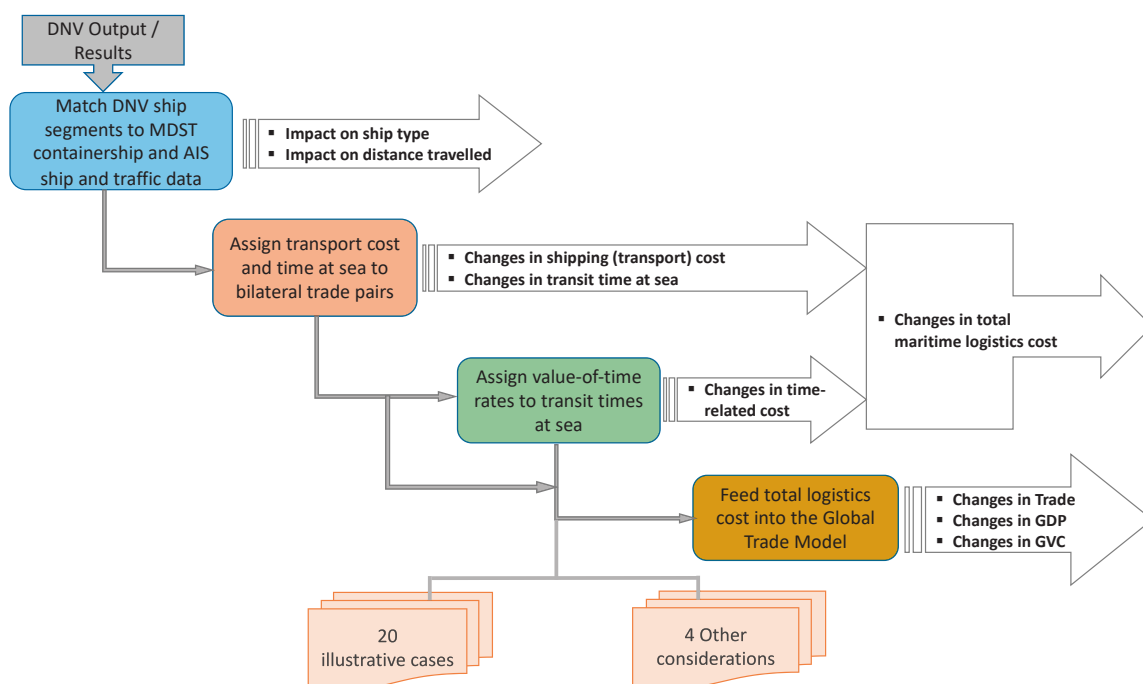 DNV Output /
Results
Match DNV ship
segments to MDST
containership and AIS
ship and traffic data
▪ Impact on ship type
▪ Impact on distance travelled
Assign transport cost
and time at sea to
bilateral trade pairs
▪ Changes in shipping (transport) cost
▪ Changes in transit time at sea
▪ Changes in total
maritime logistics cost
Assign value-of-time
rates to transit times
at sea
▪ Changes in time-
related cost
Feed total logistics
cost into the Global
Trade Model
▪ Changes in Trade
▪ Changes in GDP
▪ Changes in GVC
20
illustrative cases
4 Other
considerations